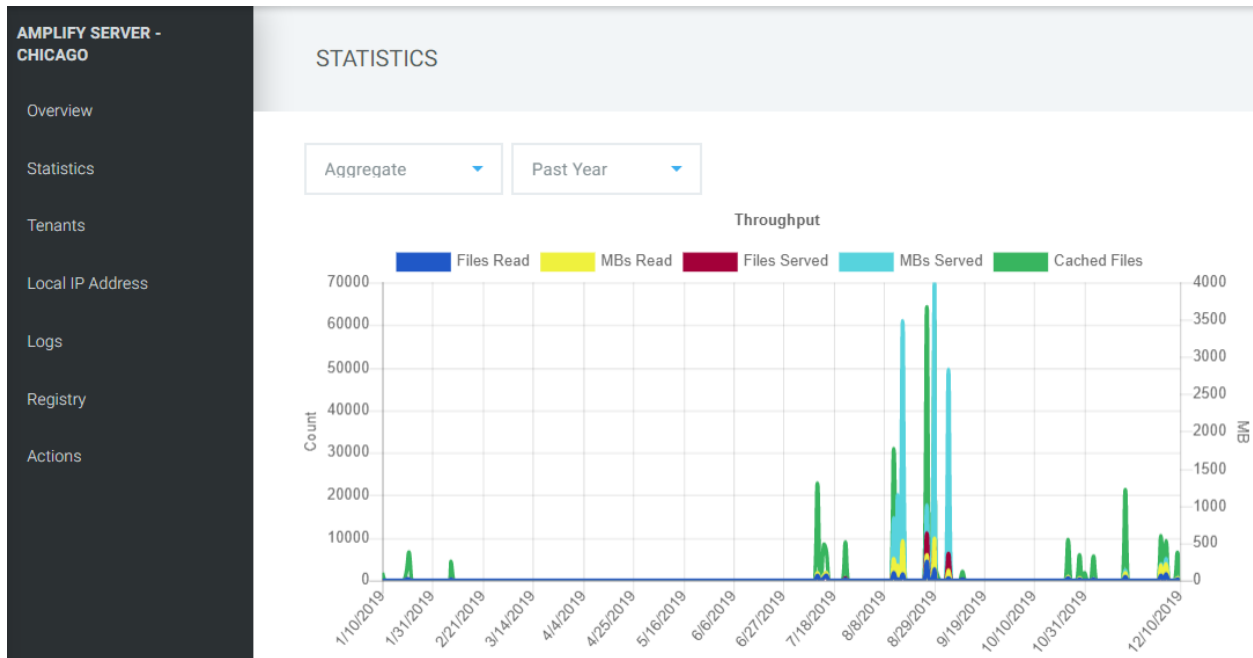 AMPLIFY SERVER -
CHICAGO
Overview
Statistics
Tenants
Local IP Address
Logs
Registry
Actions
STATISTICS
Aggregate
Past Year
Throughput
Files Read
MBs Read
Files Served
MBs Served
Cached Files
70000
60000
50000
40000
30000
20000
10000
0
Count
4000
3500
3000
2500
2000
1500
1000
500
0
MB
1/10/2019
1/31/2019
2/21/2019
3/14/2019
4/4/2019
4/25/2019
5/16/2019
6/6/2019
6/27/2019
7/18/2019
8/8/2019
8/29/2019
9/19/2019
10/10/2019
10/31/2019
12/10/2019